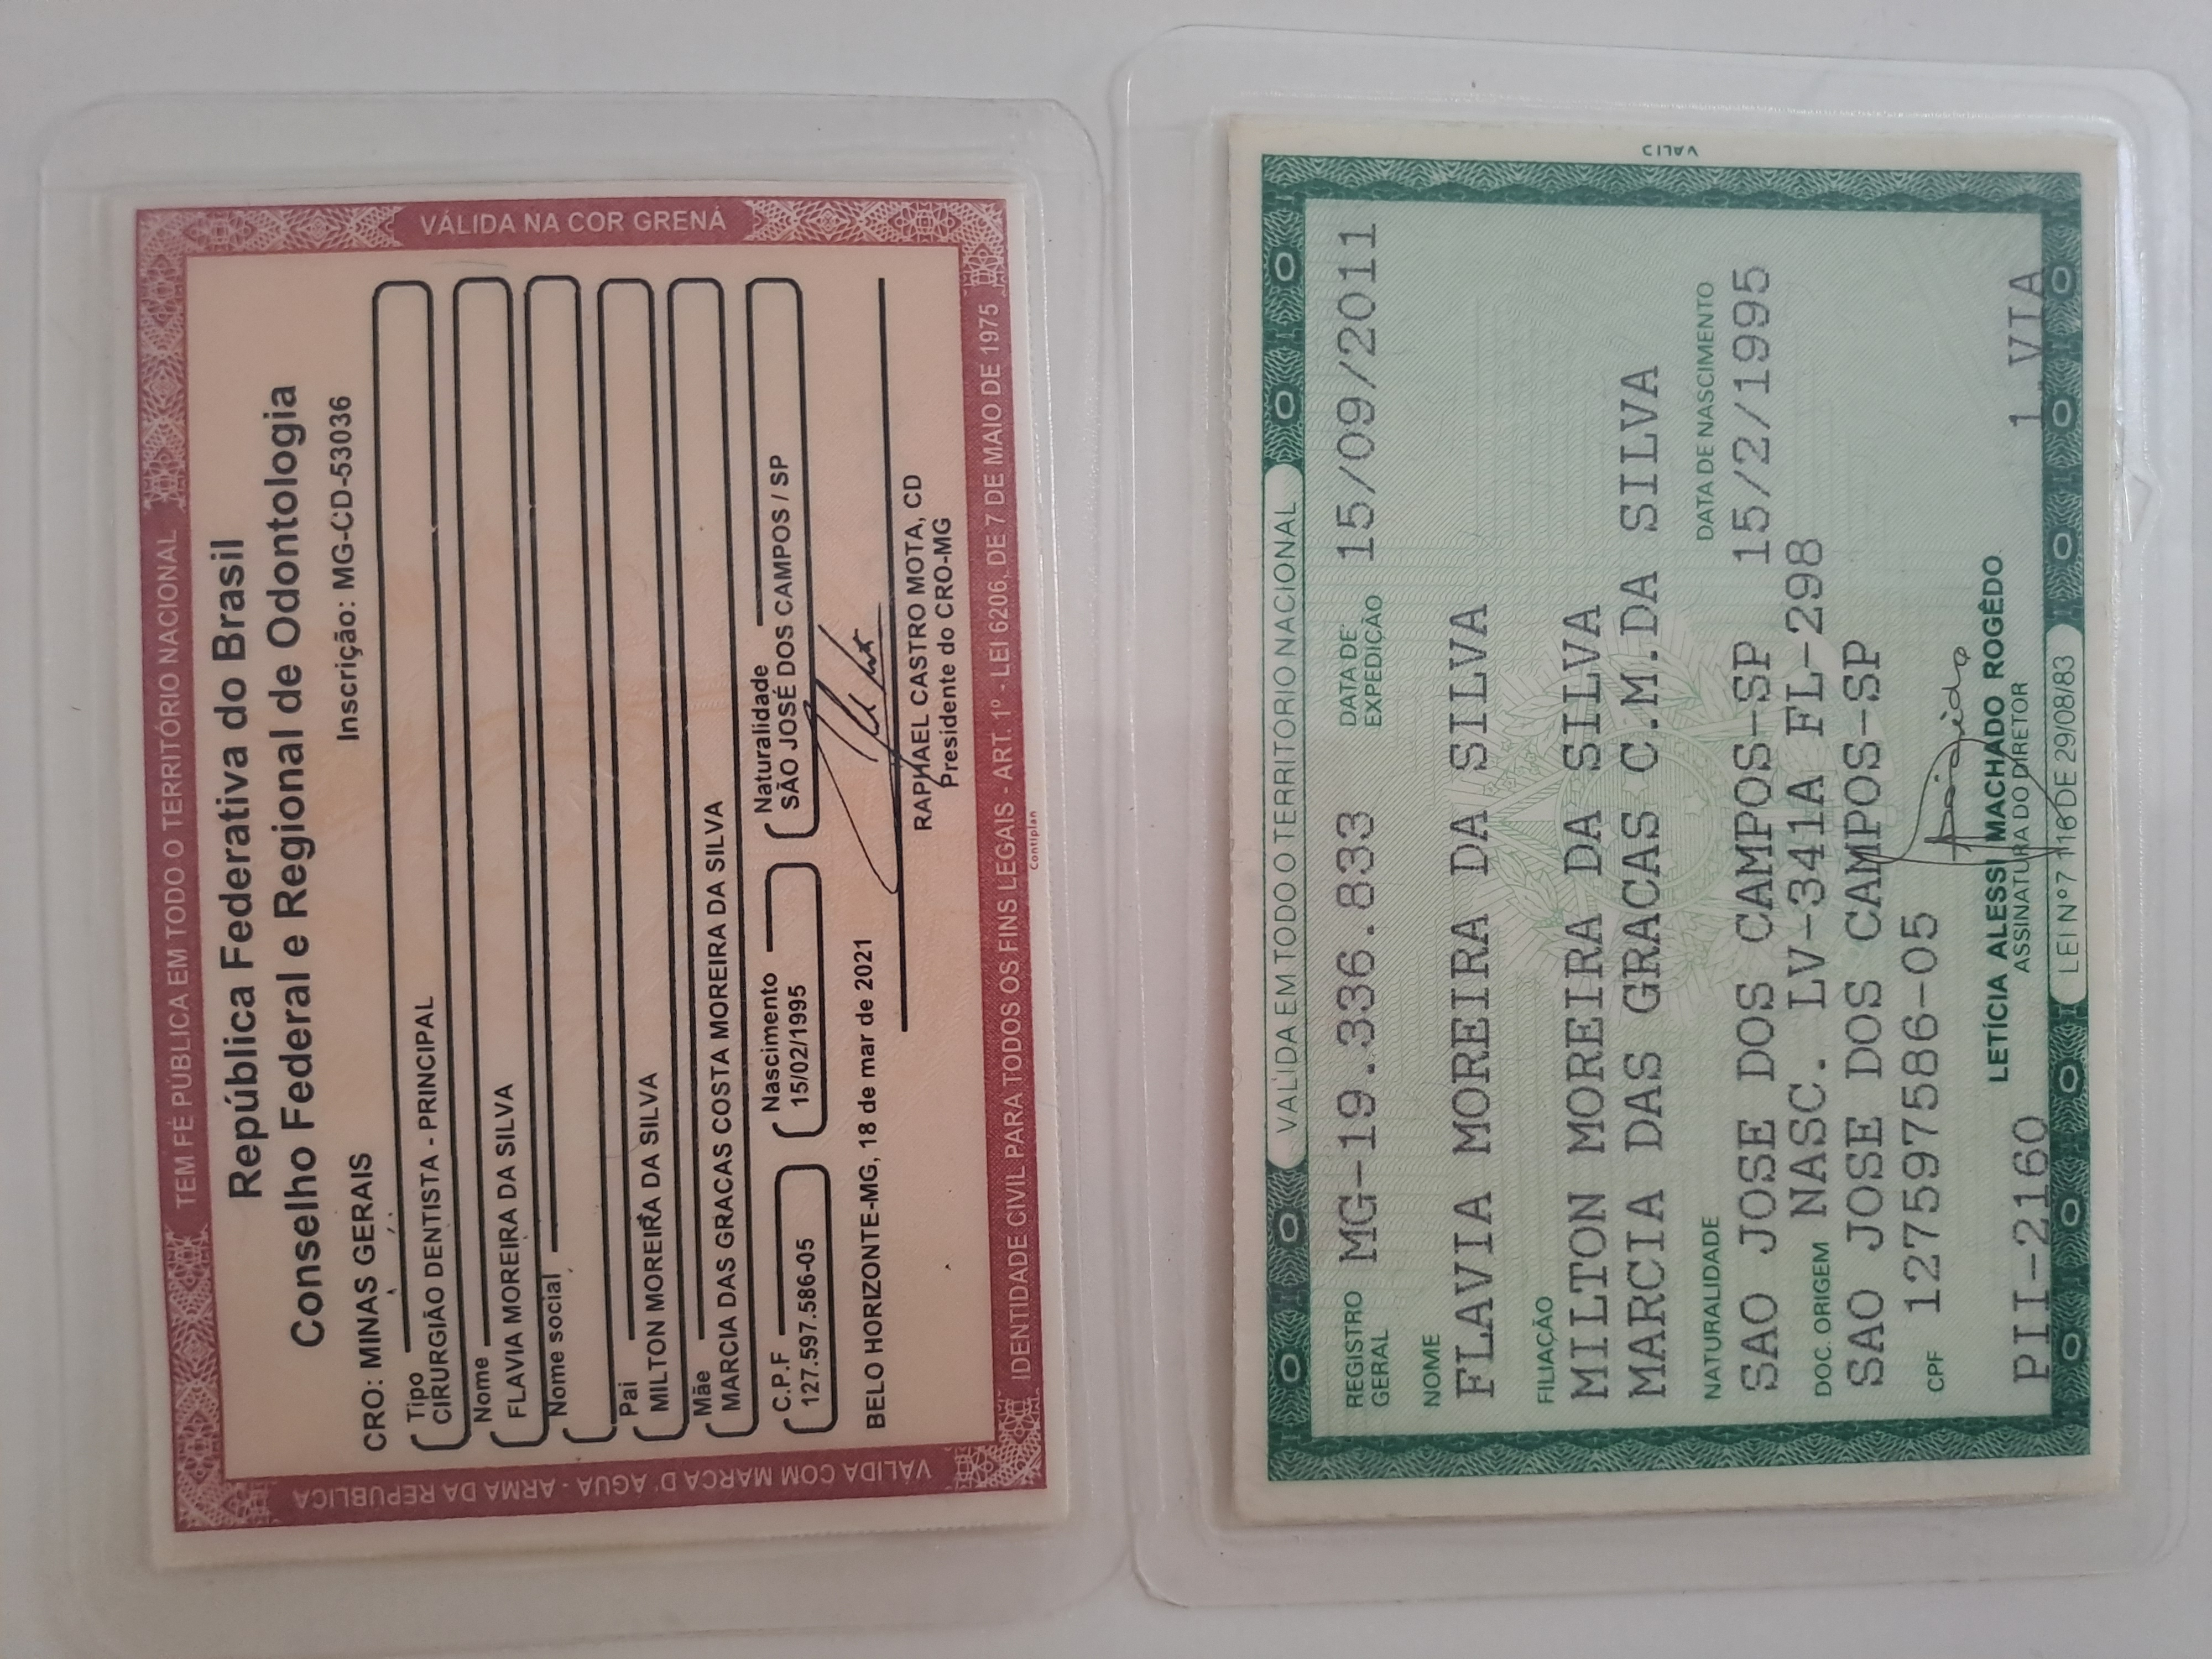 TEM FÉ PÚBLICA EM TODO O TERRITÓRIO NACIONAL
VÁLIDA NA COR GRENÁ
República Federativa do Brasil
Conselho Federal e Regional de Odontologia
CRO: MINAS GERAIS
Inscrição: MG-CD-53036
Tipo
CIRURGIÃO DENTISTA - PRINCIPAL
Nome
FLAVIA MOREIRA DA SILVA
Nome social
Pai
MILTON MOREIRA DA SILVA
Mãe
MARCIA DAS GRACAS COSTA MOREIRA DA SILVA
C.P.F
127.597.586-05
Nascimento
15/02/1995
Naturalidade
SÃO JOSÉ DOS CAMPOS / SP
BELO HORIZONTE-MG, 18 de mar de 2021
RAPHAEL CASTRO MOTA, CD
Presidente do CRO-MG
VÁLIDA COM MARCA D'ÁGUA - ARMA DA REPUBLICA
IDENTIDADE CIVIL PARA TODOS OS FINS LEGAIS - ART. 1º - LEI 6206, DE 7 DE MAIO DE 1975
Contiplan
VALIDA EM TODO O TERRITÓRIO NACIONAL
VALID
REGISTRO GERAL MG-19.336.833
DATA DE EXPEDIÇÃO 15/09/2011
NOME
FLAVIA MOREIRA DA SILVA
FILIAÇÃO
MILTON MOREIRA DA SILVA
MARCIA DAS GRACAS C.M.DA SILVA
NATURALIDADE
DATA DE NASCIMENTO
SAO JOSE DOS CAMPOS-SP 15/2/1995
DOC. ORIGEM NASC. LV-341A FL-298
SAO JOSE DOS CAMPOS-SP
CPF 127597586-05
LETÍCIA ALESSI MACHADO ROGÊDO
ASSINATURA DO DIRETOR
PII-2160
1.VIA
LEI Nº 7.116 DE 29/08/83